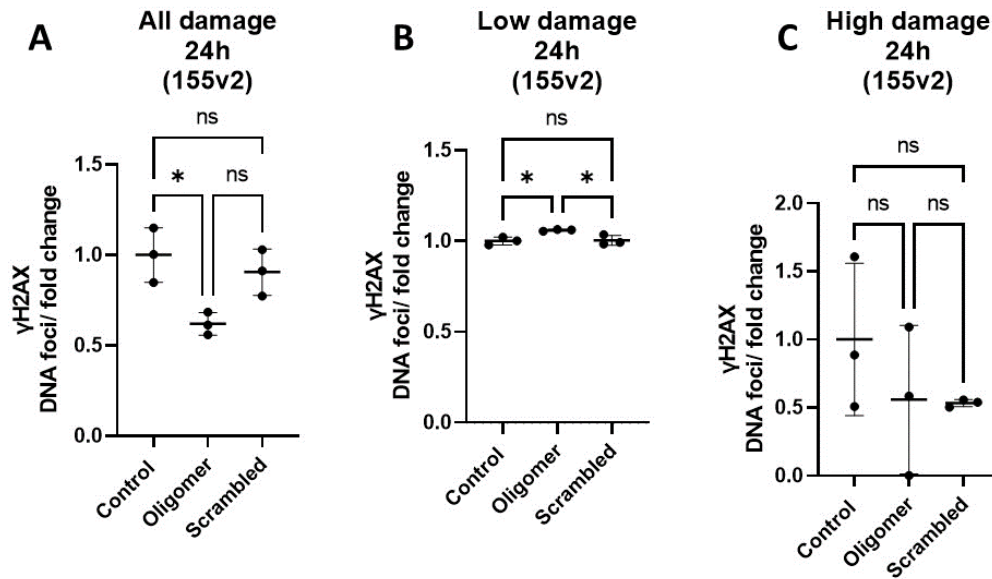 A
All damage
24h
(155v2)
ns
*
ns
1.5
1.0
0.5
0.0
γH2AX
DNA foci/ fold change
Control
Oligomer
Scrambled
B
Low damage
24h
(155v2)
ns
*
*
1.5
1.0
0.5
0.0
γH2AX
DNA foci/ fold change
Control
Oligomer
Scrambled
C
High damage
24h
(155v2)
ns
ns
ns
2.0
1.5
1.0
0.5
0.0
γH2AX
DNA foci/ fold change
Control
Oligomer
Scrambled